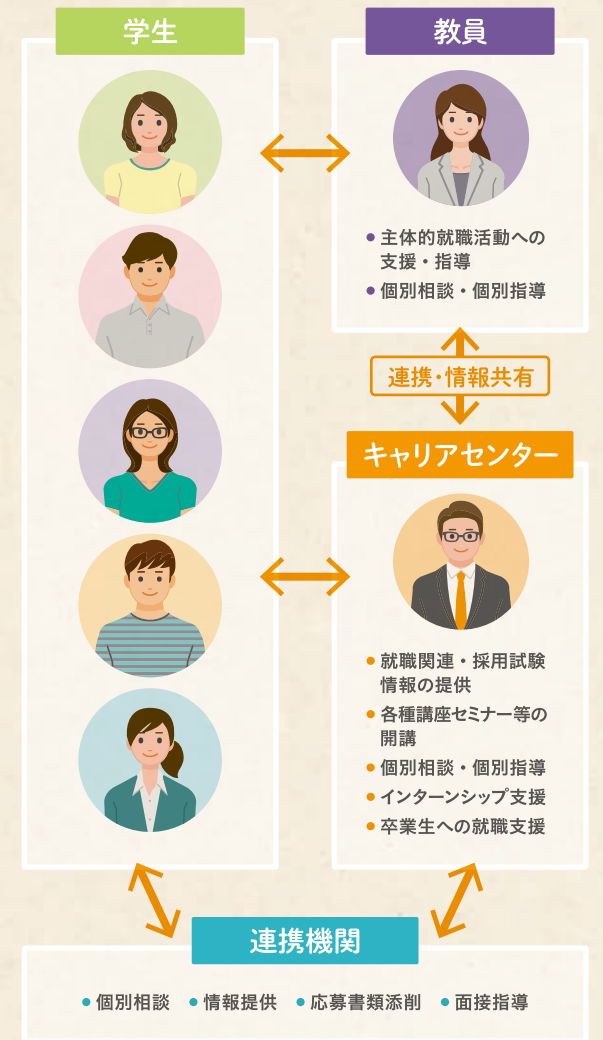 学生
教員
・主体的就職活動への
支援・指導
・個別相談・個別指導
連携・情報共有
キャリアセンター
・就職関連・採用試験
情報の提供
・各種講座セミナー等の
開講
・個別相談・個別指導
・インターンシップ支援
・卒業生への就職支援
連携機関
・個別相談 ・情報提供 ・応募書類添削 ・面接指導